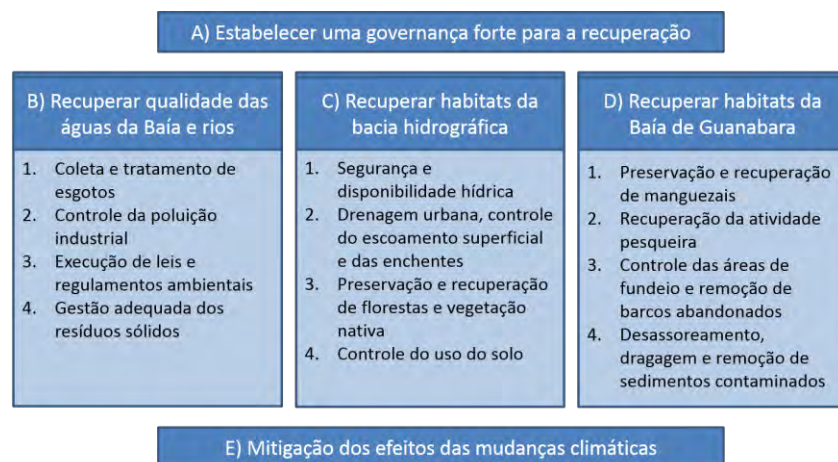 A) Estabelecer uma governança forte para a recuperação
B) Recuperar qualidade das
águas da Baía e rios
1. Coleta e tratamento de
esgotos
2. Controle da poluição
industrial
3. Execução de leis e
regulamentos ambientais
4. Gestão adequada dos
resíduos sólidos
C) Recuperar habitats da
bacia hidrográfica
1. Segurança e
disponibilidade hídrica
2. Drenagem urbana, controle
do escoamento superficial
e das enchentes
3. Preservação e recuperação
de florestas e vegetação
nativa
4. Controle do uso do solo
D) Recuperar habitats da
Baía de Guanabara
1. Preservação e recuperação
de manguezais
2. Recuperação da atividade
pesqueira
3. Controle das áreas de
fundeio e remoção de
barcos abandonados
4. Desassoreamento,
dragagem e remoção de
sedimentos contaminados
E) Mitigação dos efeitos das mudanças climáticas